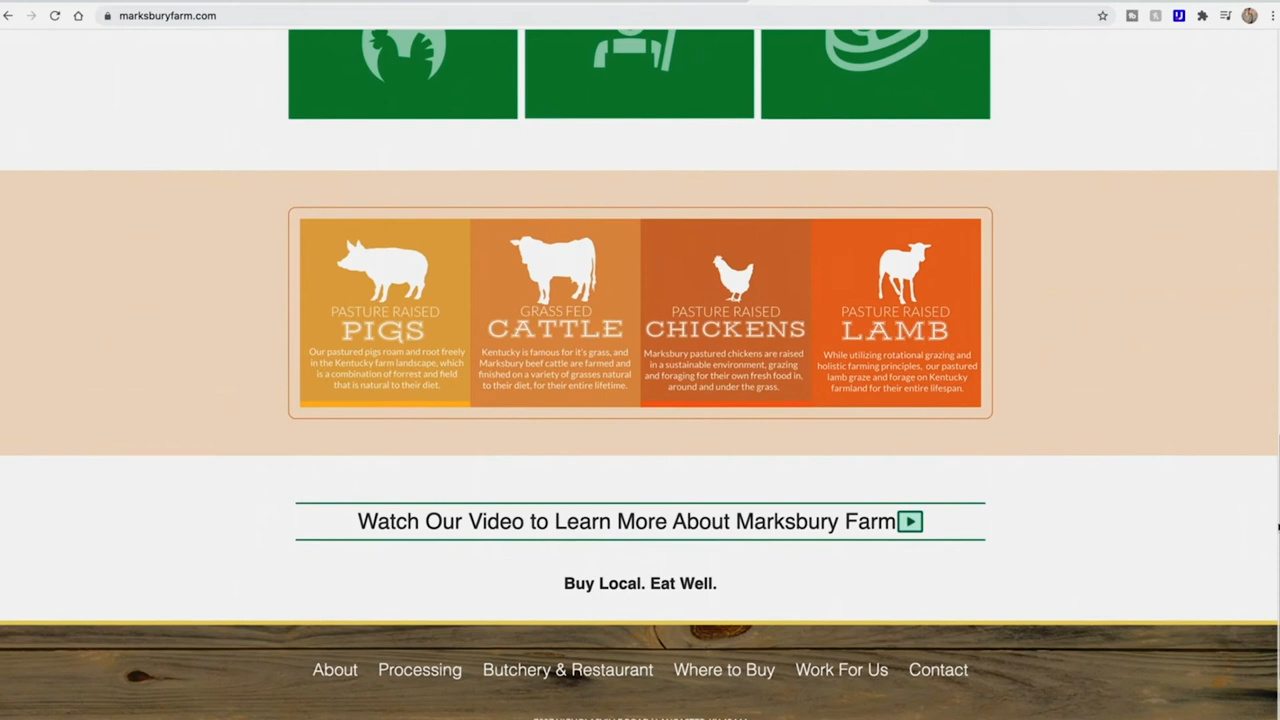 marksburyfarm.com
PASTURE RAISED
PIGS
Our pastured pigs roam and root freely
in the Kentucky farm landscape, which
is a combination of forrest and field
that is natural to their diet.
GRASS FED
CATTLE
Kentucky is famous for it's grass, and
Marksbury beef cattle are farmed and
finished on a variety of grasses natural
to their diet, for their entire lifetime.
PASTURE RAISED
CHICKENS
Marksbury pastured chickens are raised
in a sustainable environment, grazing
and foraging for their own fresh food in,
around and under the grass.
PASTURE RAISED
LAMB
While utilizing rotational grazing and
holistic farming principles, our pastured
lamb graze and forage on Kentucky
farmland for their entire lifespan.
Watch Our Video to Learn More About Marksbury Farm
Buy Local. Eat Well.
About Processing Butchery & Restaurant Where to Buy Work For Us Contact